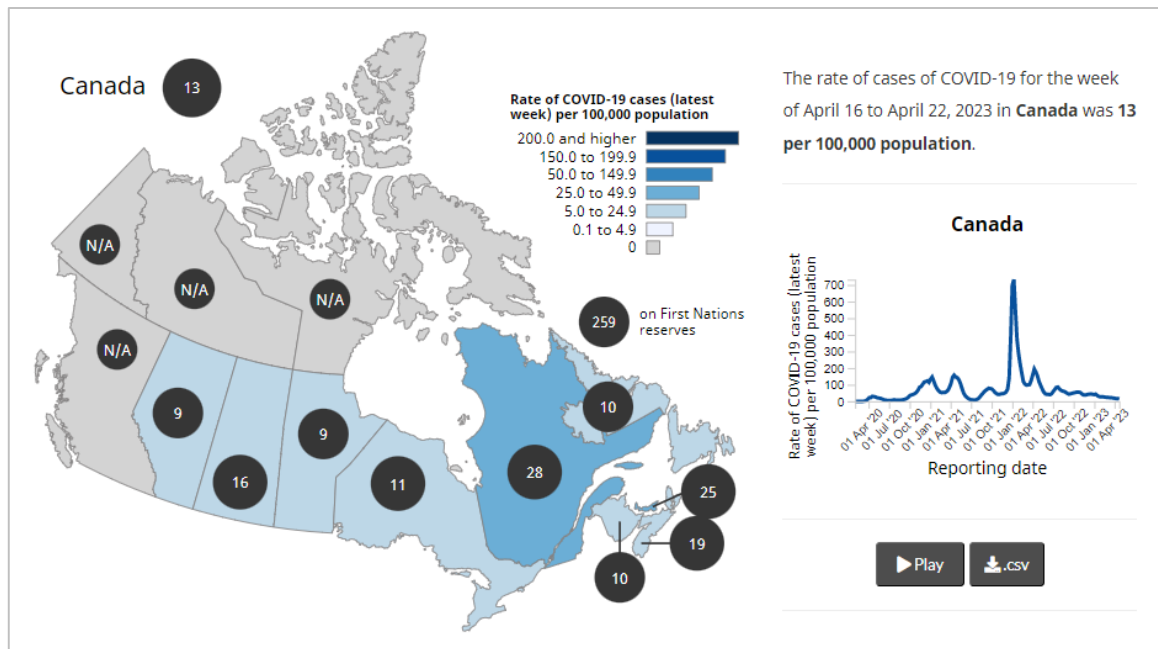 Canada
13
Rate of COVID-19 cases (latest
week) per 100,000 population
200.0 and higher
150.0 to 199.9
50.0 to 149.9
25.0 to 49.9
5.0 to 24.9
0.1 to 4.9
0
N/A
N/A
N/A
N/A
259
on First Nations
reserves
9
16
9
11
28
10
25
19
10
The rate of cases of COVID-19 for the week
of April 16 to April 22, 2023 in Canada was 13
per 100,000 population.
Canada
Rate of COVID-19 cases (latest
week) per 100,000 population
700
600
500
400
300
200
100
0
01 Apr '20
01 Jul '20
01 Oct '20
01 Jan '21
01 Apr '21
01 Jul '21
01 Oct '21
01 Jan '22
01 Apr '22
01 Jul '22
01 Oct '22
01 Jan '23
01 Apr '23
Reporting date
Play
.csv